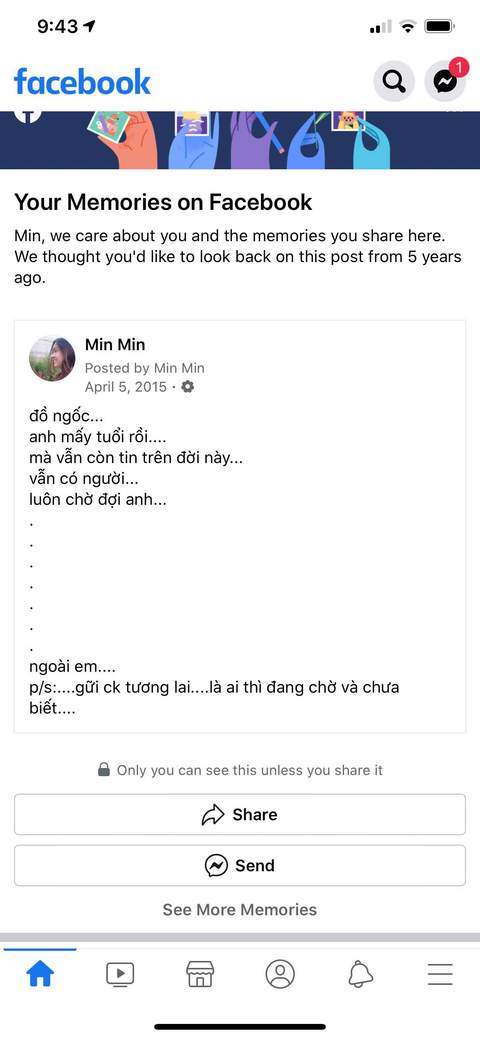 9:43
facebook
1
Your Memories on Facebook
Min, we care about you and the memories you share here.
We thought you'd like to look back on this post from 5 years
ago.
Min Min
Posted by Min Min
April 5, 2015 ·
đồ ngốc...
anh mấy tuổi rồi....
mà vẫn còn tin trên đời này...
vẫn có người...
luôn chờ đợi anh...
.
.
.
.
.
.
.
ngoài em....
p/s:....gữi ck tương lai....là ai thì đang chờ và chưa
biết....
Only you can see this unless you share it
Share
Send
See More Memories